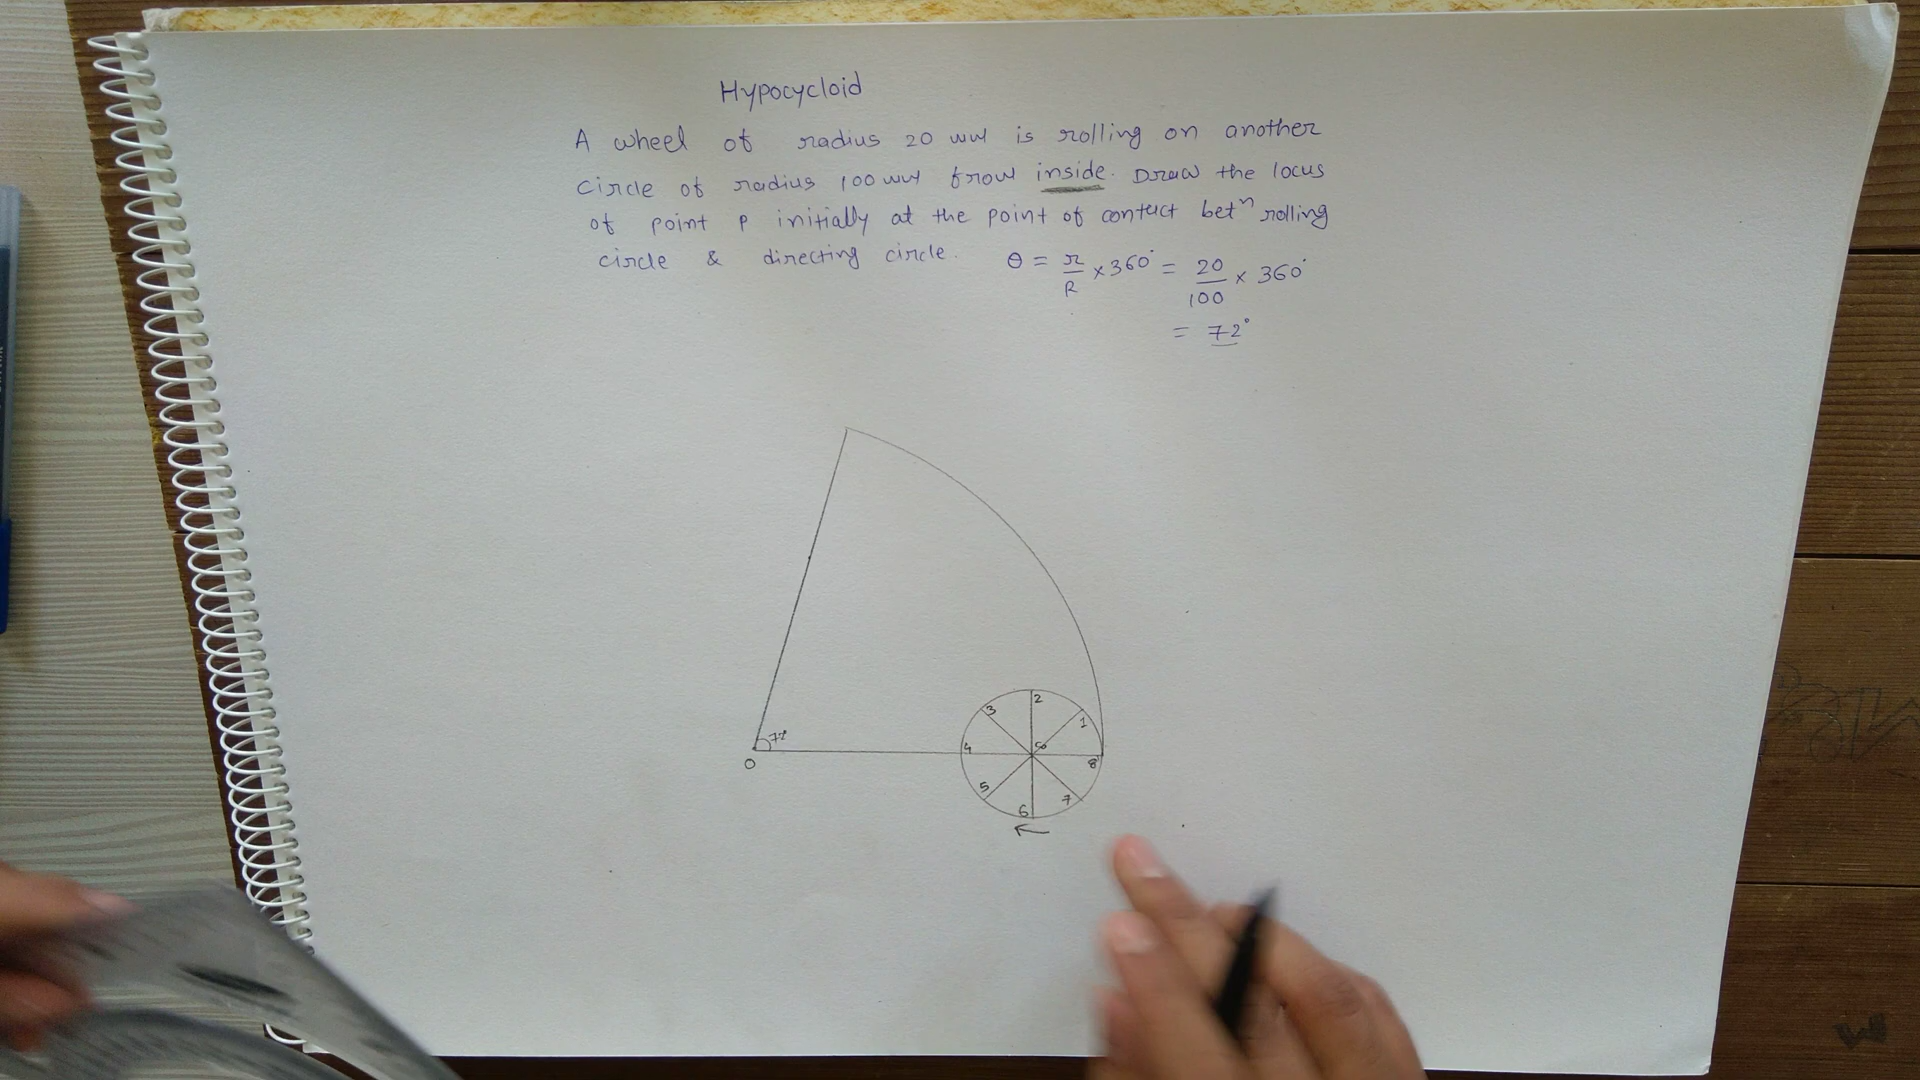 Hypocycloid
A wheel of radius 20 mm is rolling on another
circle of radius 100 mm from inside. Draw the locus
of point P initially at the point of contact betⁿ rolling
circle & directing circle. θ = r/R × 360° = 20/100 × 360°
= 72°
2
3
1
72°
4
8
O
5
7
6